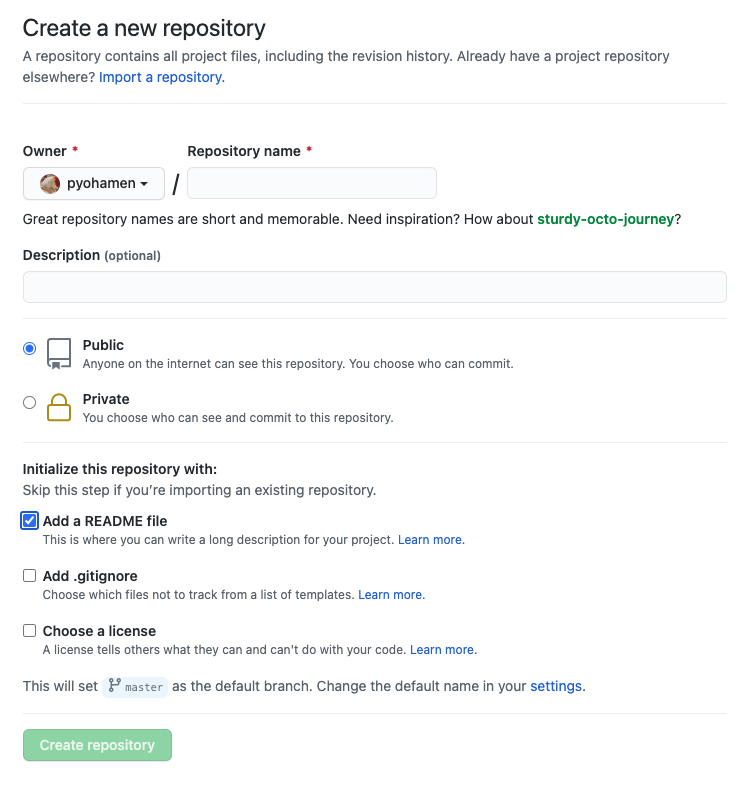 Create a new repository
A repository contains all project files, including the revision history. Already have a project repository
elsewhere? Import a repository.
Owner * Repository name *
pyohamen /
Great repository names are short and memorable. Need inspiration? How about sturdy-octo-journey?
Description (optional)
Public
Anyone on the internet can see this repository. You choose who can commit.
Private
You choose who can see and commit to this repository.
Initialize this repository with:
Skip this step if you’re importing an existing repository.
Add a README file
This is where you can write a long description for your project. Learn more.
Add .gitignore
Choose which files not to track from a list of templates. Learn more.
Choose a license
A license tells others what they can and can't do with your code. Learn more.
This will set master as the default branch. Change the default name in your settings.
Create repository